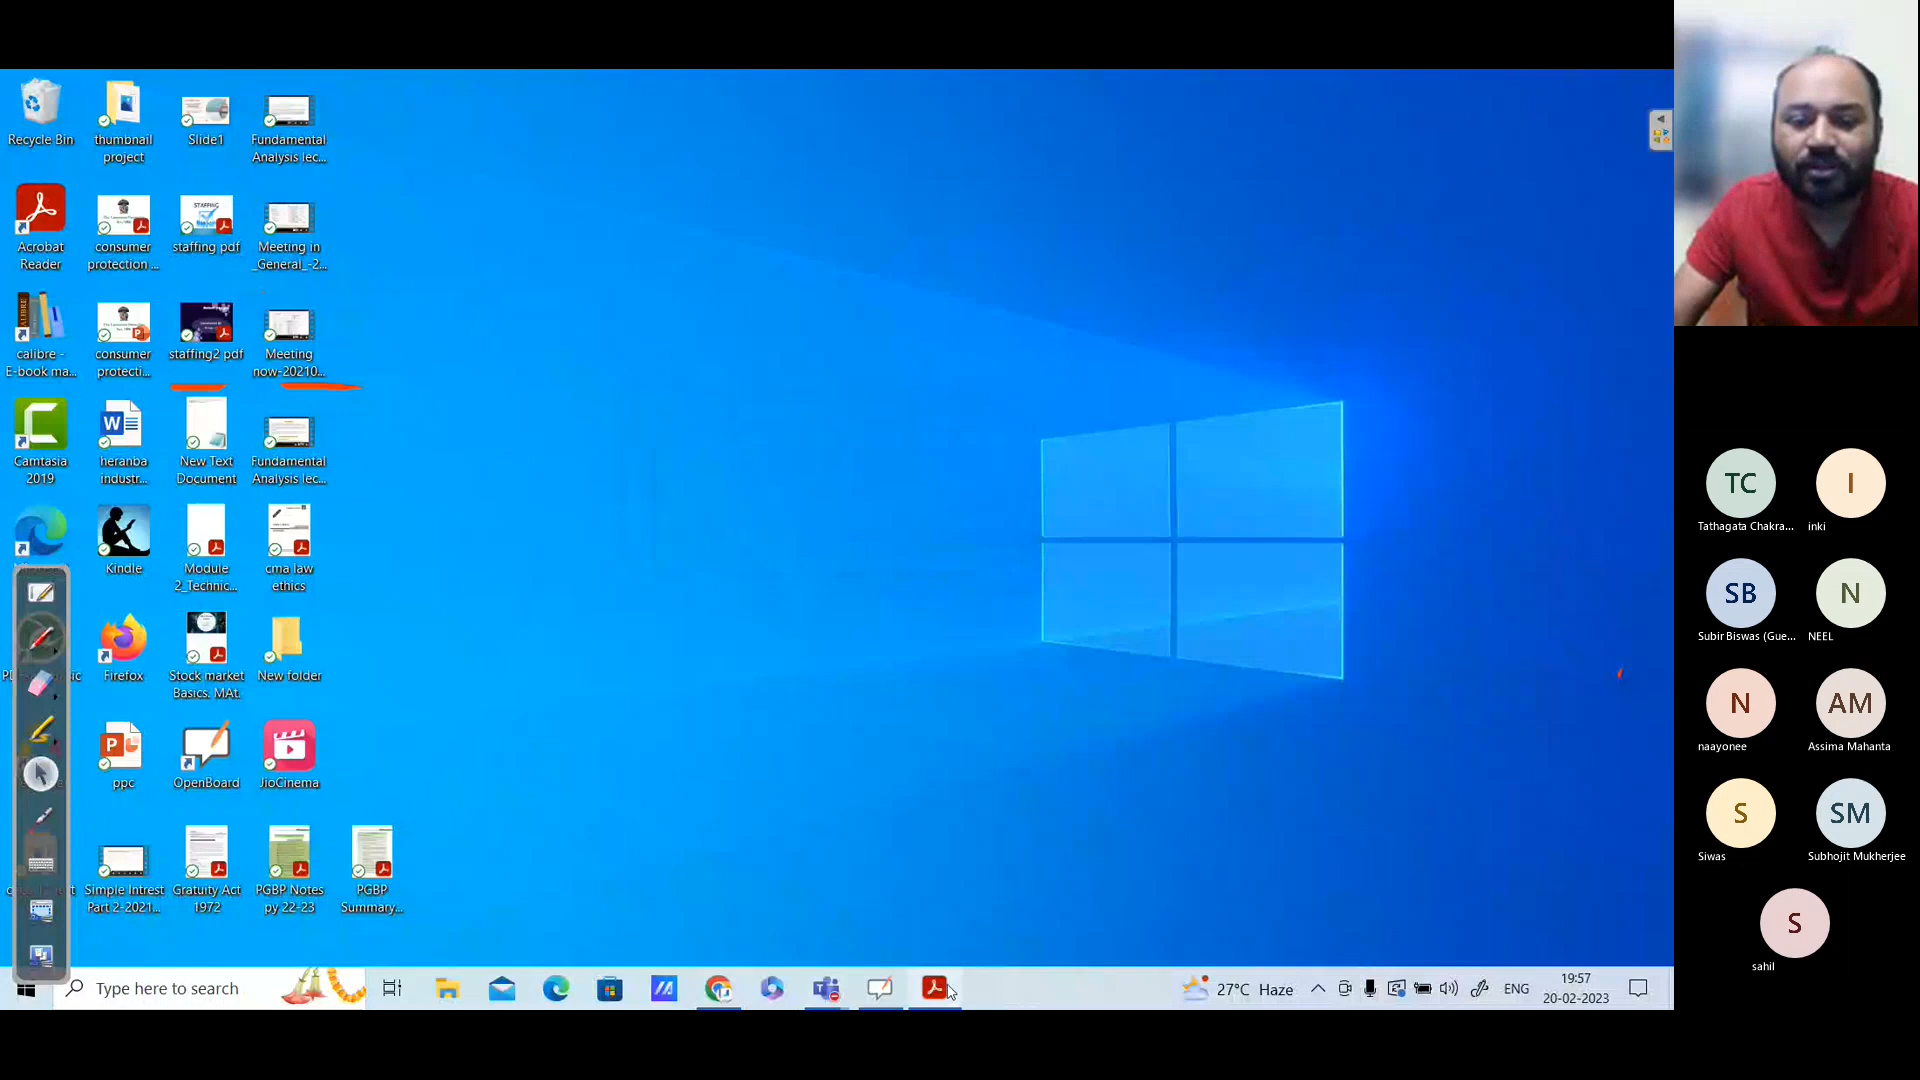 Recycle Bin
thumbnail
project
Slide1
Fundamental
Analysis lec...
Acrobat
Reader
consumer
protection ...
STAFFING
staffing pdf
Meeting in
_General_-2...
calibre -
E-book ma...
consumer
protecti...
staffing2 pdf
Meeting
now-20210...
Camtasia
2019
heranba
industr...
New Text
Document
Fundamental
Analysis lec...
Kindle
Module
2_Technic...
cma law
ethics
Firefox
Stock market
Basics. MAt.
New folder
ppc
OpenBoard
JioCinema
Simple Intrest
Part 2-2021...
Gratuity Act
1972
PGBP Notes
py 22-23
PGBP
Summary...
Type here to search
27°C Haze
ENG
19:57
20-02-2023
TC
Tathagata Chakra...
I
inki
SB
Subir Biswas (Gue...
N
NEEL
N
naayonee
AM
Assima Mahanta
S
Siwas
SM
Subhojit Mukherjee
S
sahil